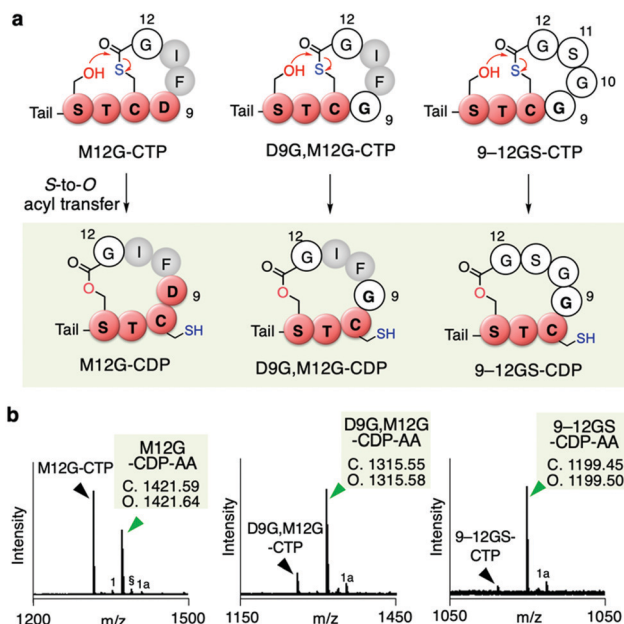 a
12
G
I
F
9
O
S
OH
Tail
S T C D
M12G-CTP
12
G
I
F
O
S
OH
Tail
S T C G
9
D9G,M12G-CTP
12
G
11
S
G
10
O
S
OH
Tail
S T C G
9
9–12GS-CTP
S-to-O
acyl transfer
12
G I F
D
9
O
O
Tail
S T C
SH
M12G-CDP
12
G I F
G
9
O
O
Tail
S T C
SH
D9G,M12G-CDP
12
G S G
G
9
O
O
Tail
S T C
SH
9–12GS-CDP
b
M12G-CTP
M12G
-CDP-AA
C. 1421.59
O. 1421.64
1 § 1a
Intensity
1200 m/z 1500
D9G,M12G
-CDP-AA
C. 1315.55
O. 1315.58
D9G,M12G
-CTP
1a
Intensity
1150 m/z 1450
9–12GS
-CDP-AA
C. 1199.45
O. 1199.50
9–12GS-
CTP
1a
Intensity
1050 m/z 1050